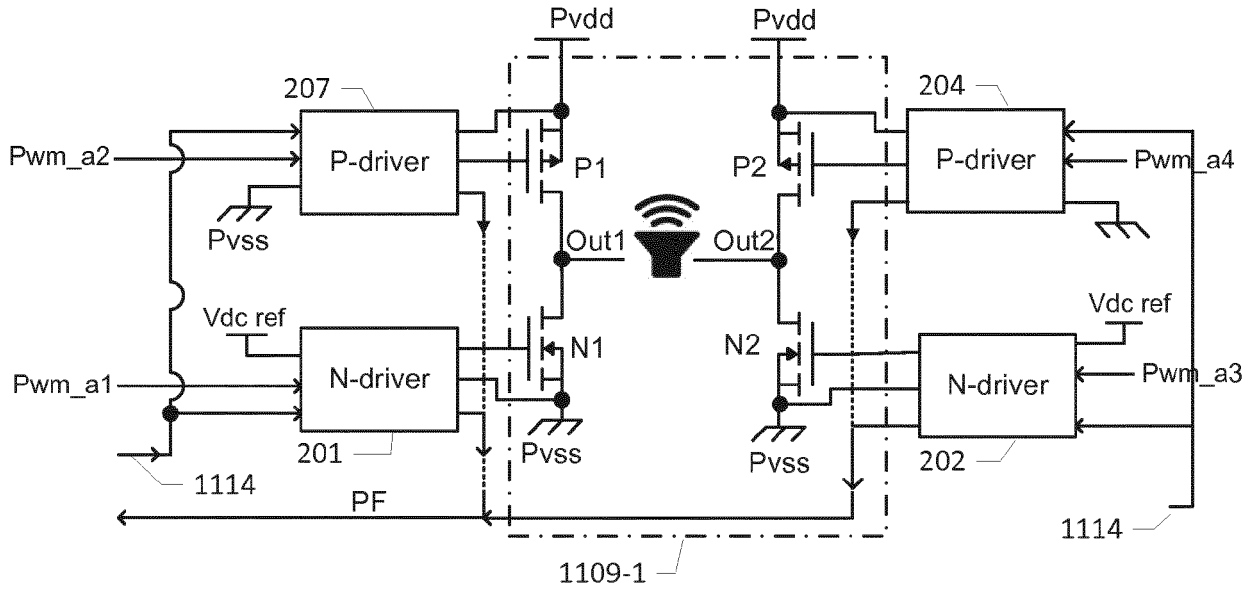 Pvdd
Pvdd
207
204
P-driver
P1
P2
P-driver
Pwm_a2
Pwm_a4
Pvss
Out1
Out2
Vdc ref
Vdc ref
N-driver
N1
N2
N-driver
Pwm_a1
Pwm_a3
201
Pvss
Pvss
202
1114
PF
1114
1109-1